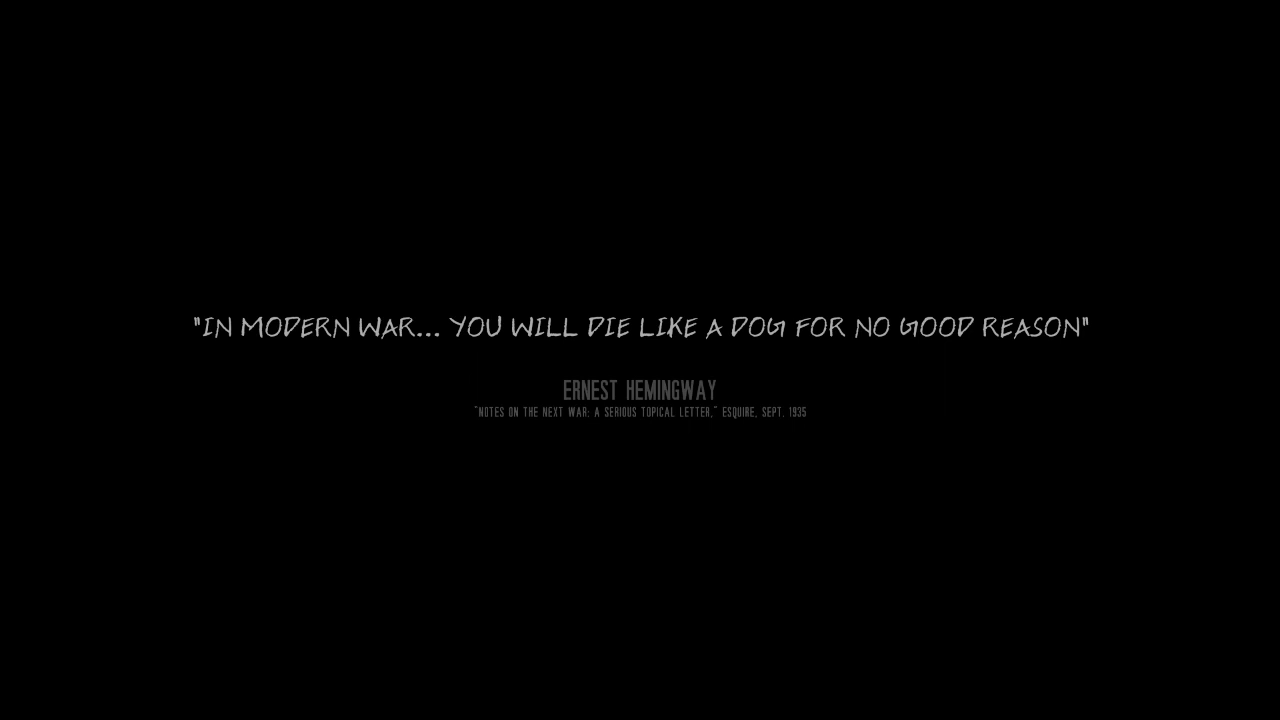 "IN MODERN WAR... YOU WILL DIE LIKE A DOG FOR NO GOOD REASON"
ERNEST HEMINGWAY
"NOTES ON THE NEXT WAR: A SERIOUS TOPICAL LETTER," ESQUIRE, SEPT. 1935